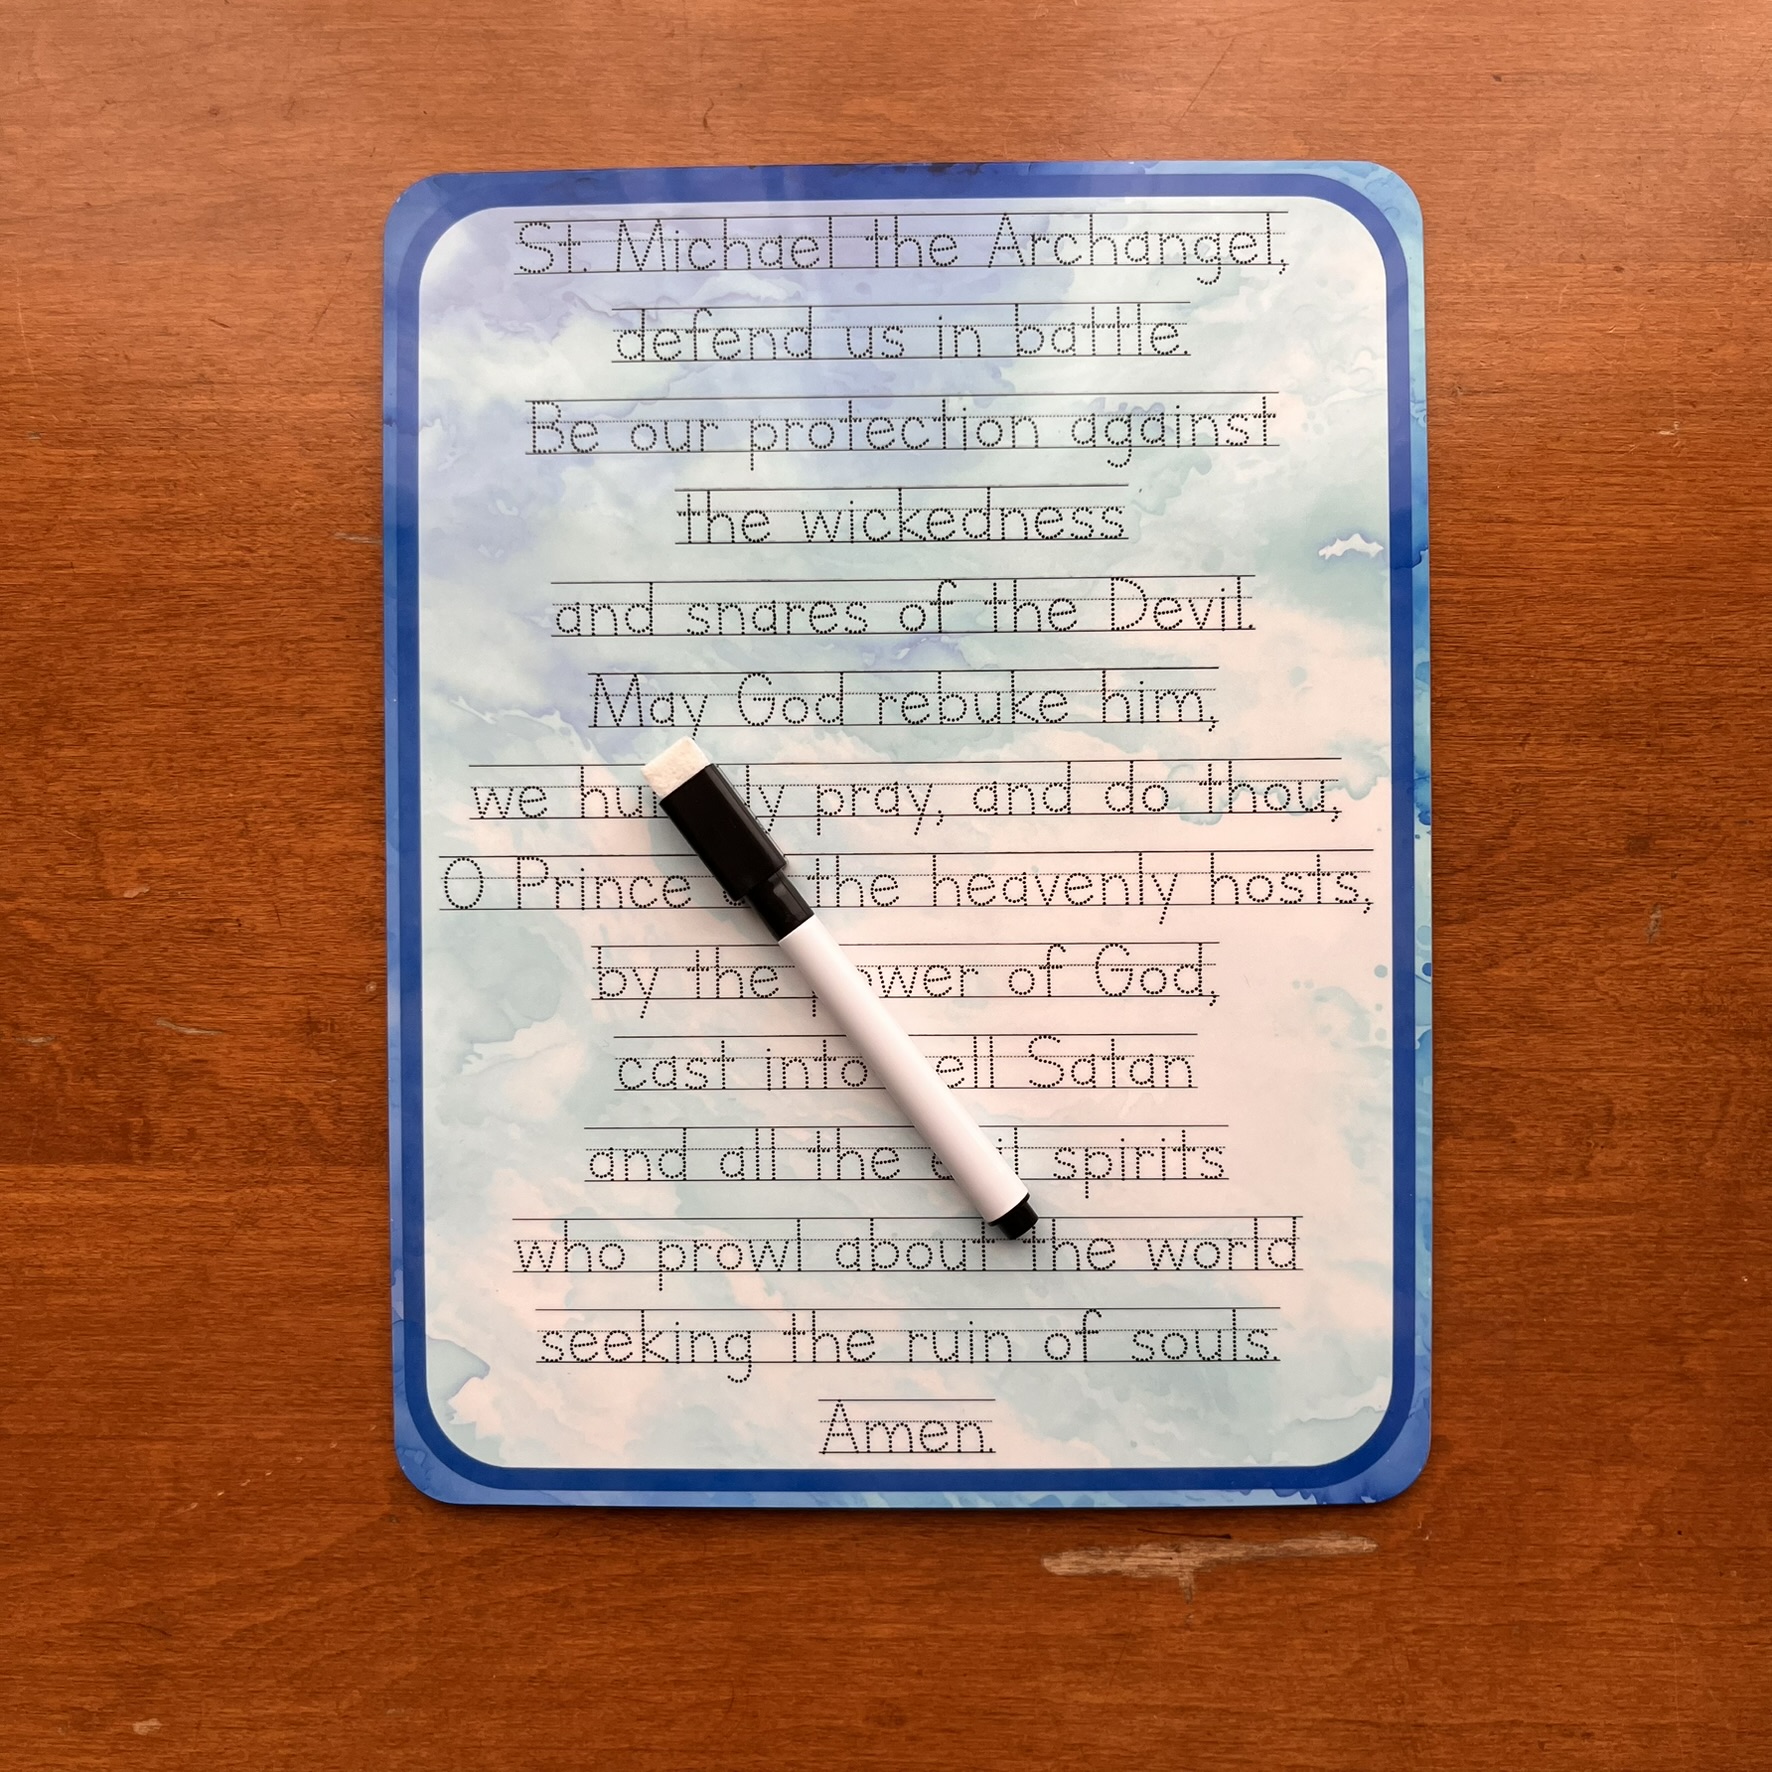 St. Michael the Archangel,
defend us in battle.
Be our protection against
the wickedness
and snares of the Devil.
May God rebuke him,
we pray, and do thou,
O Prince the heavenly hosts,
by the power of God,
cast into Satan
and all the spirits
who prowl about the world
seeking the ruin of souls.
Amen.